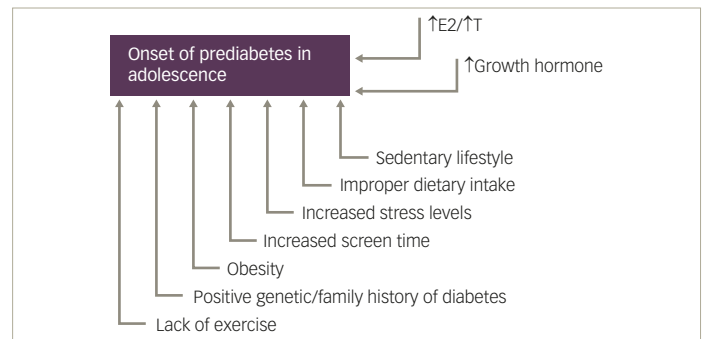 ↑E2/↑T
Onset of prediabetes in
adolescence
↑Growth hormone
Sedentary lifestyle
Improper dietary intake
Increased stress levels
Increased screen time
Obesity
Positive genetic/family history of diabetes
Lack of exercise